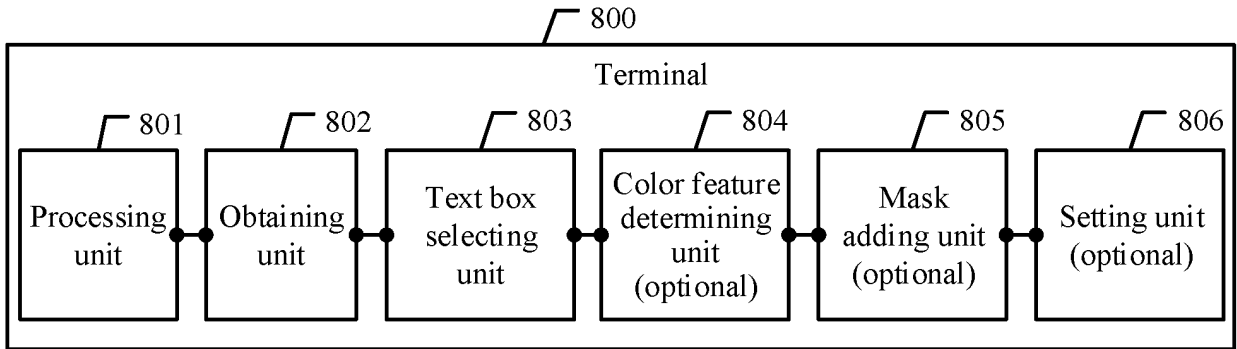 800
Terminal
801
802
803
804
805
806
Processing
unit
Obtaining
unit
Text box
selecting
unit
Color feature
determining
unit
(optional)
Mask
adding unit
(optional)
Setting unit
(optional)